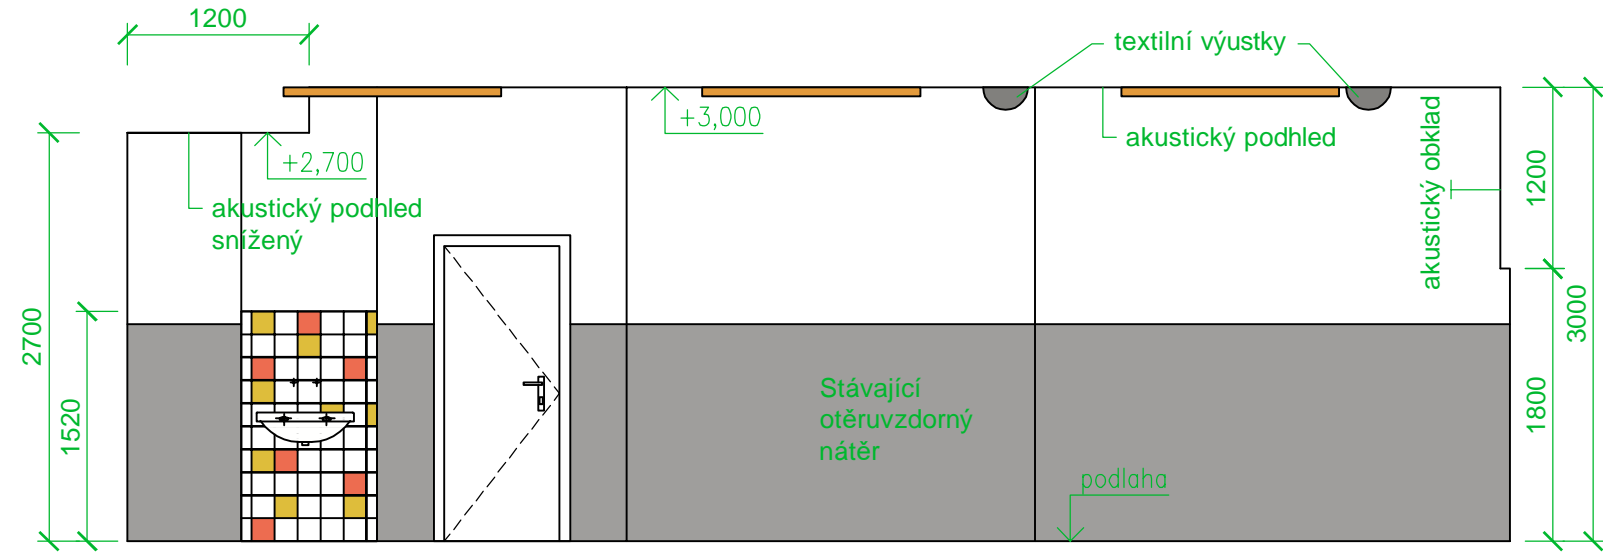 1200
textilní výustky
+3,000
akustický podhled
+2,700
akustický podhled
snížený
akustický obklad
1200
2700
3000
1520
1800
Stávající
otěruvzdorný
nátěr
podlaha